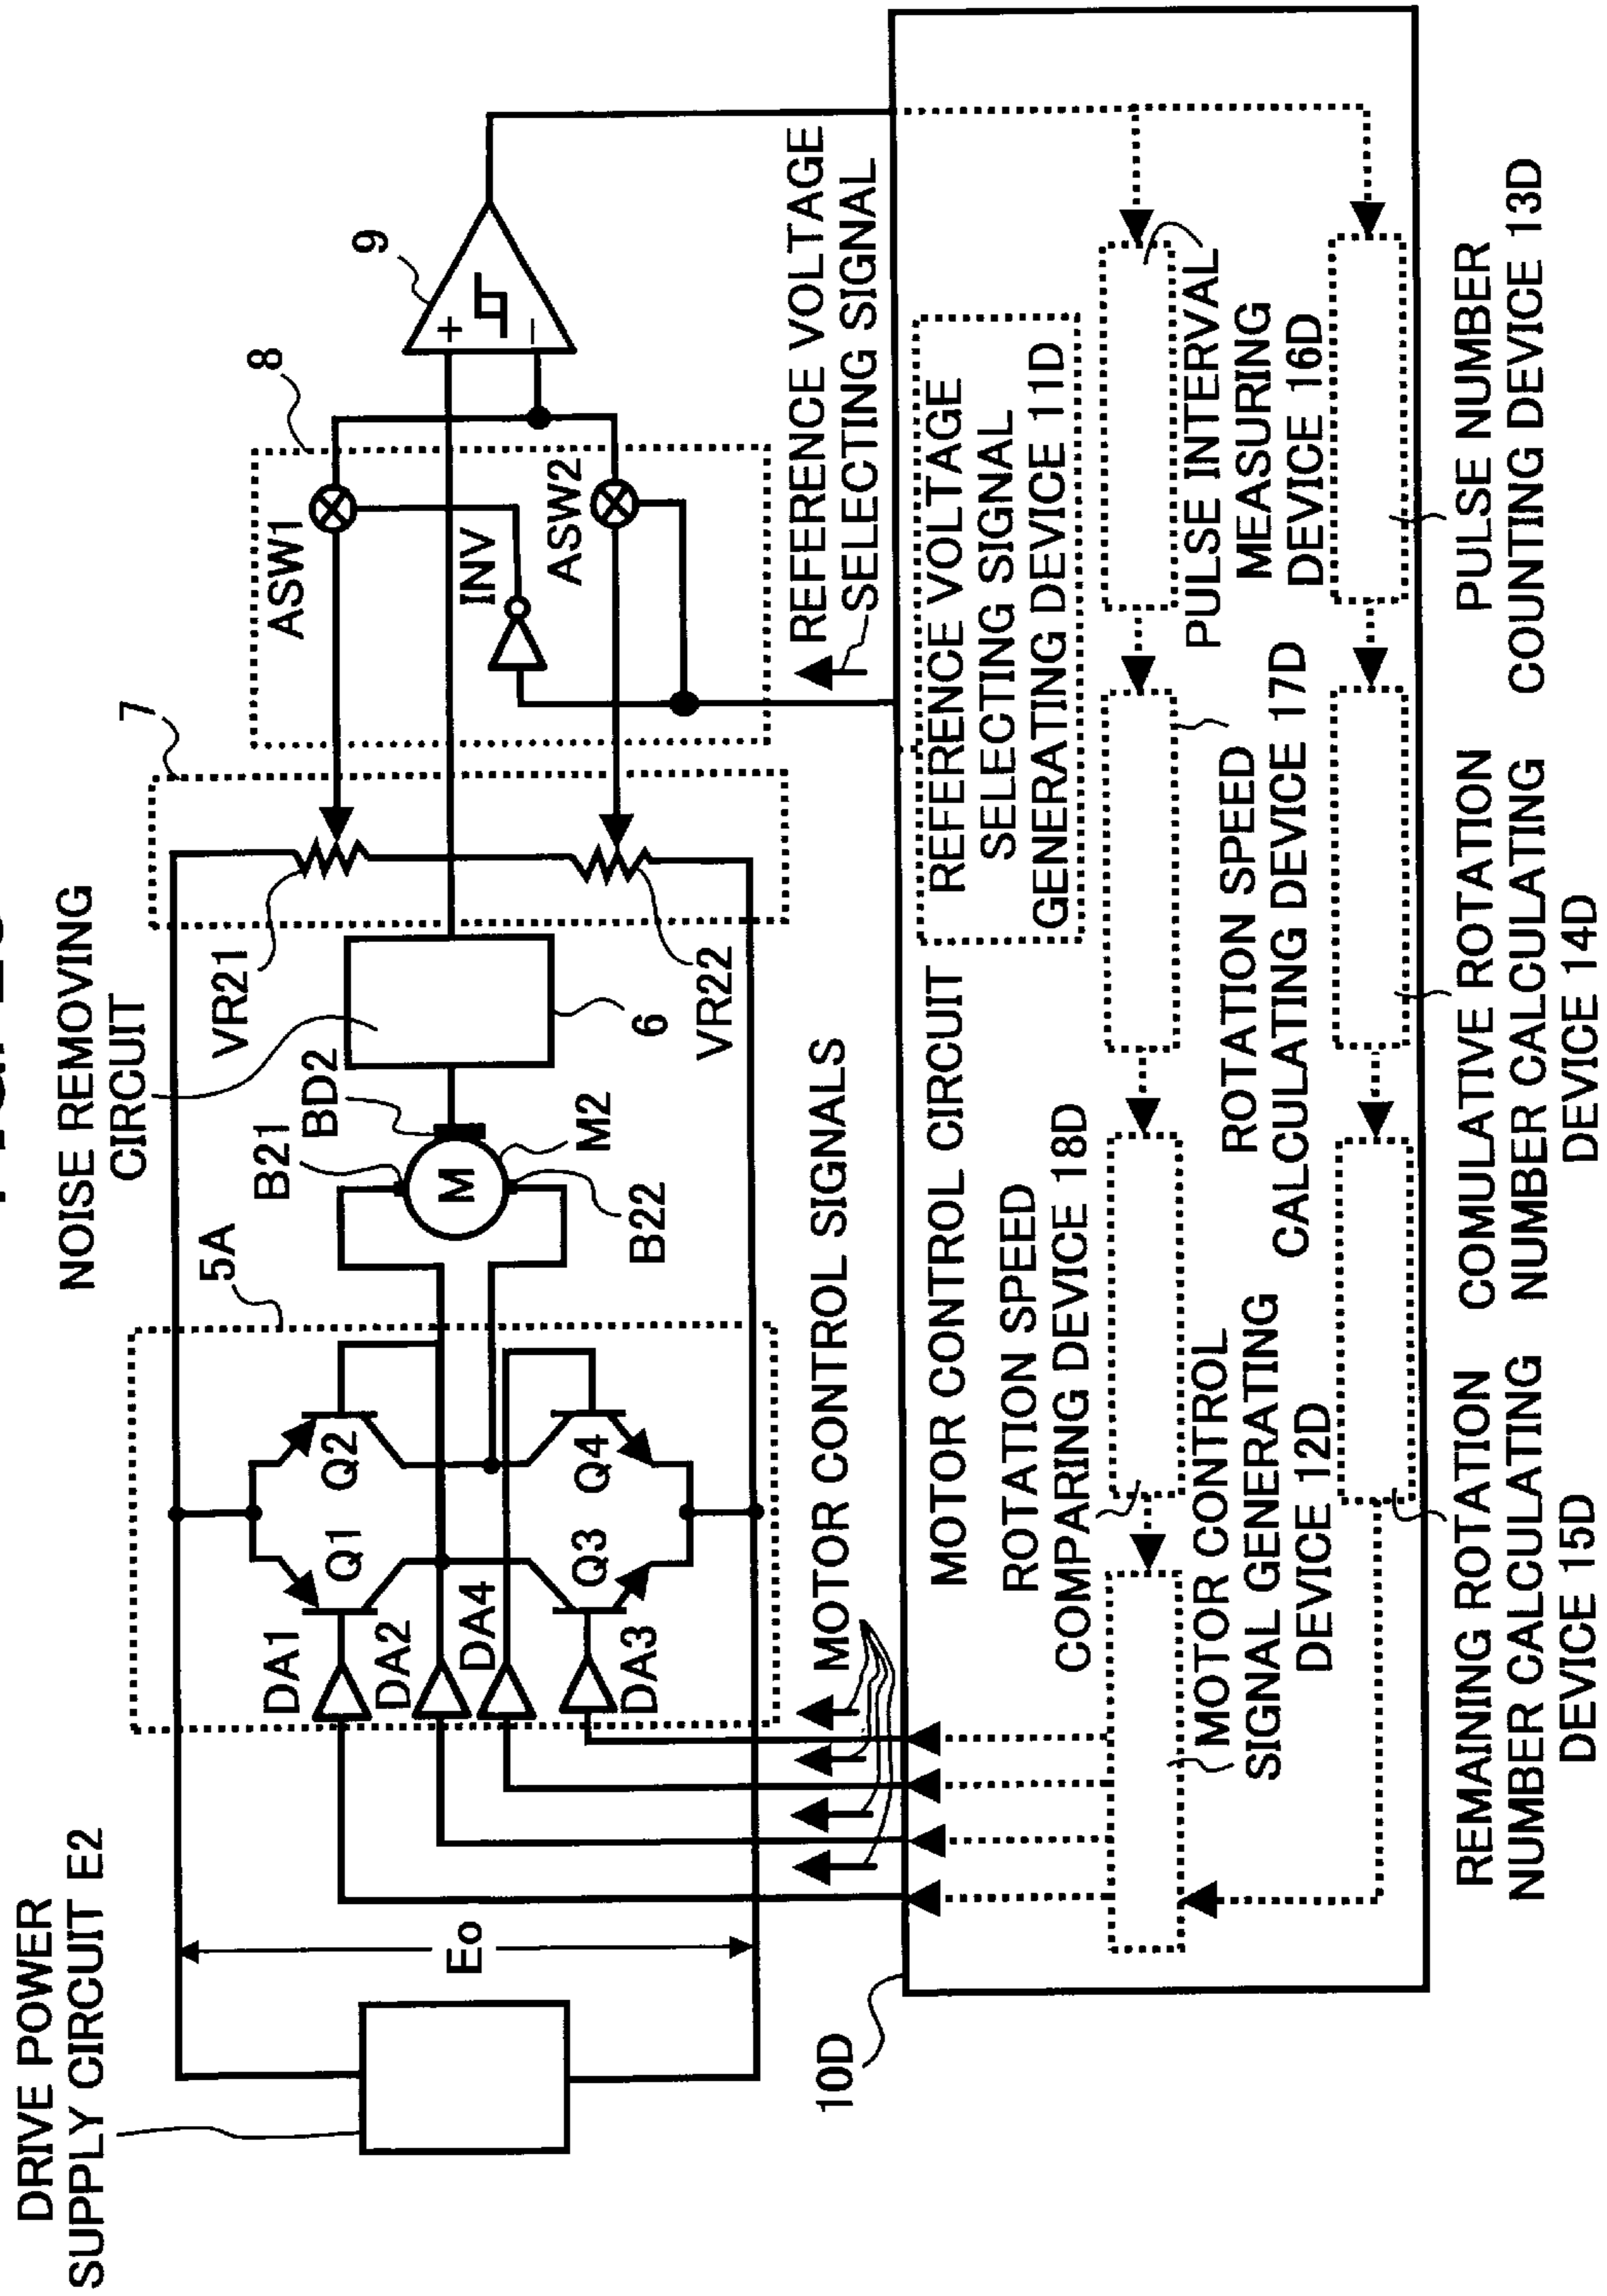 DRIVE POWER
SUPPLY CIRCUIT E2
NOISE REMOVING
CIRCUIT
5A
7
8
9
Eo
DA1
DA2
DA4
DA3
Q1
Q2
Q3
Q4
B21
BD2
M
M2
B22
6
VR21
VR22
ASW1
INV
ASW2
+
−
MOTOR CONTROL SIGNALS
REFERENCE VOLTAGE
SELECTING SIGNAL
10D
MOTOR CONTROL CIRCUIT
REFERENCE VOLTAGE
SELECTING SIGNAL
GENERATING DEVICE 11D
ROTATION SPEED
COMPARING DEVICE 18D
MOTOR CONTROL
SIGNAL GENERATING
DEVICE 12D
ROTATION SPEED
CALCULATING DEVICE 17D
PULSE INTERVAL
MEASURING
DEVICE 16D
REMAINING ROTATION
NUMBER CALCULATING
DEVICE 15D
COMULATIVE ROTATION
NUMBER CALCULATING
DEVICE 14D
PULSE NUMBER
COUNTING DEVICE 13D